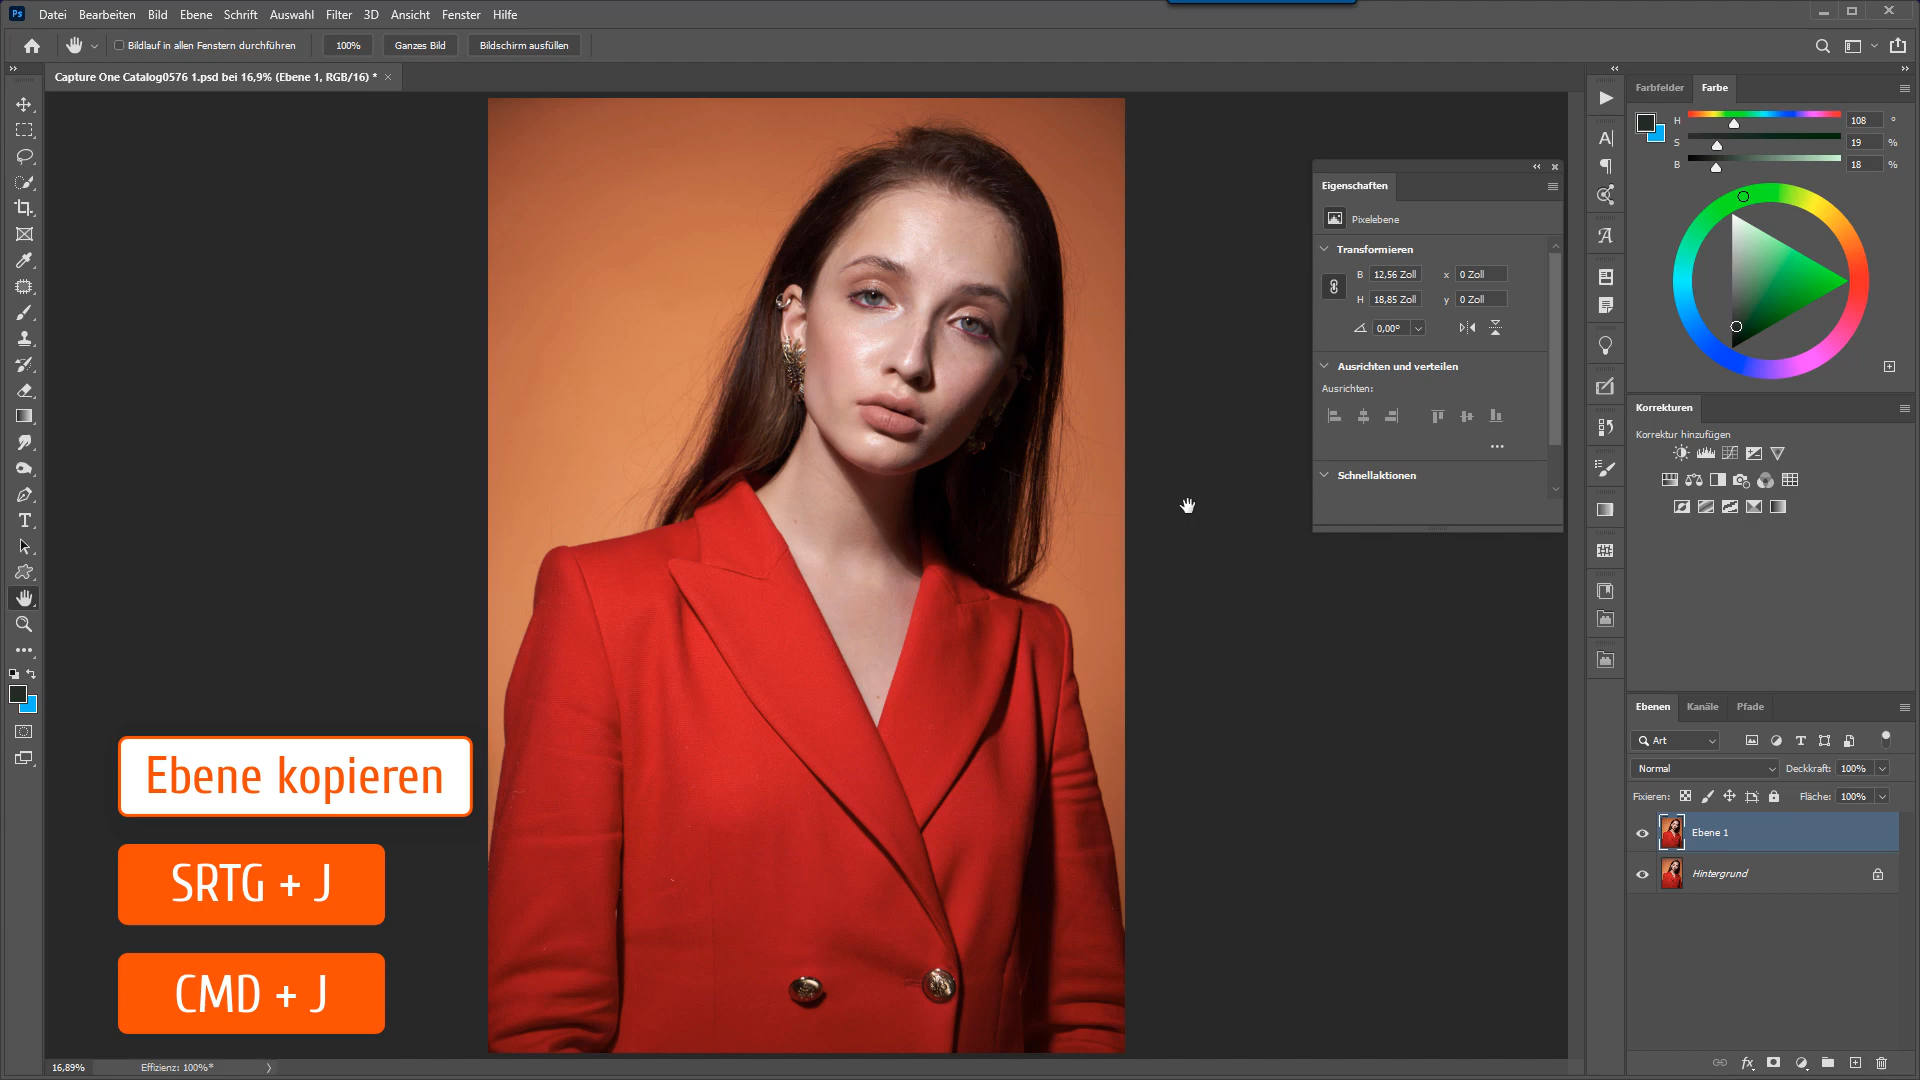 Ps Datei Bearbeiten Bild Ebene Schrift Auswahl Filter 3D Ansicht Fenster Hilfe
Bildlauf in allen Fenstern durchführen 100% Ganzes Bild Bildschirm ausfüllen
Capture One Catalog0576 1.psd bei 16,9% (Ebene 1, RGB/16) *
Farbfelder Farbe
H 108 °
S 19 %
B 18 %
Eigenschaften
Pixelebene
Transformieren
B 12,56 Zoll x 0 Zoll
H 18,85 Zoll y 0 Zoll
0,00°
Ausrichten und verteilen
Ausrichten:
Schnellaktionen
Korrekturen
Korrektur hinzufügen
Ebenen Kanäle Pfade
Art
Normal Deckkraft: 100%
Fixieren: Fläche: 100%
Ebene 1
Hintergrund
fx
Ebene kopieren
SRTG + J
CMD + J
16,89% Effizienz: 100%*